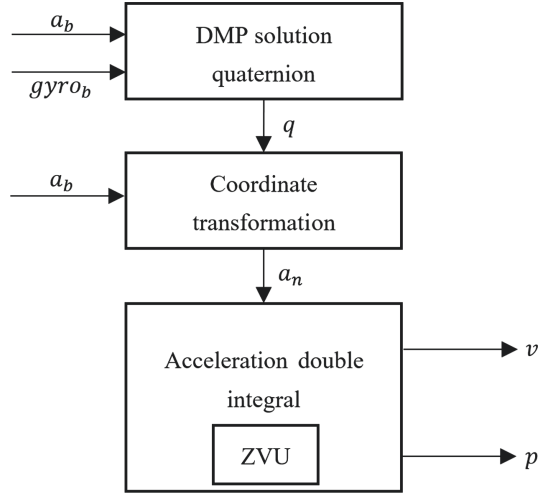 a_b
DMP solution
quaternion
gyro_b
q
a_b
Coordinate
transformation
a_n
Acceleration double
integral
ZVU
v
p